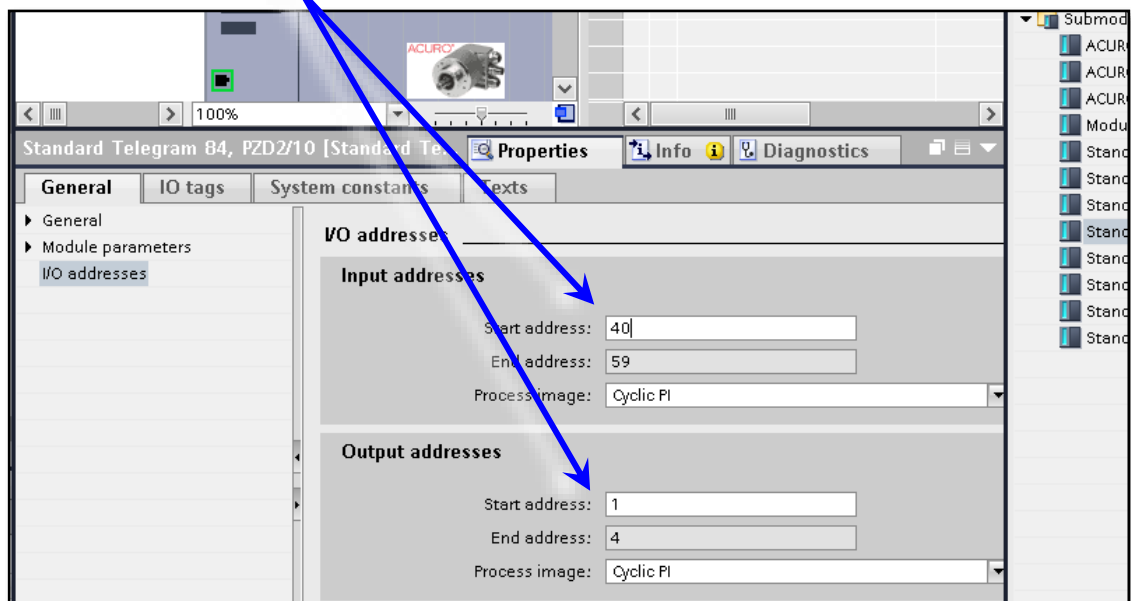 ACURO
100%
Standard Telegram 84, PZD2/10 [Standard Te
Properties
Info
Diagnostics
General
IO tags
System constants
Texts
General
Module parameters
I/O addresses
I/O addresses
Input addresses
Start address: 40
End address: 59
Process image: Cyclic PI
Output addresses
Start address: 1
End address: 4
Process image: Cyclic PI
Submod
ACUR
ACUR
ACUR
Modu
Stand
Stand
Stand
Stand
Stand
Stand
Stand
Stand